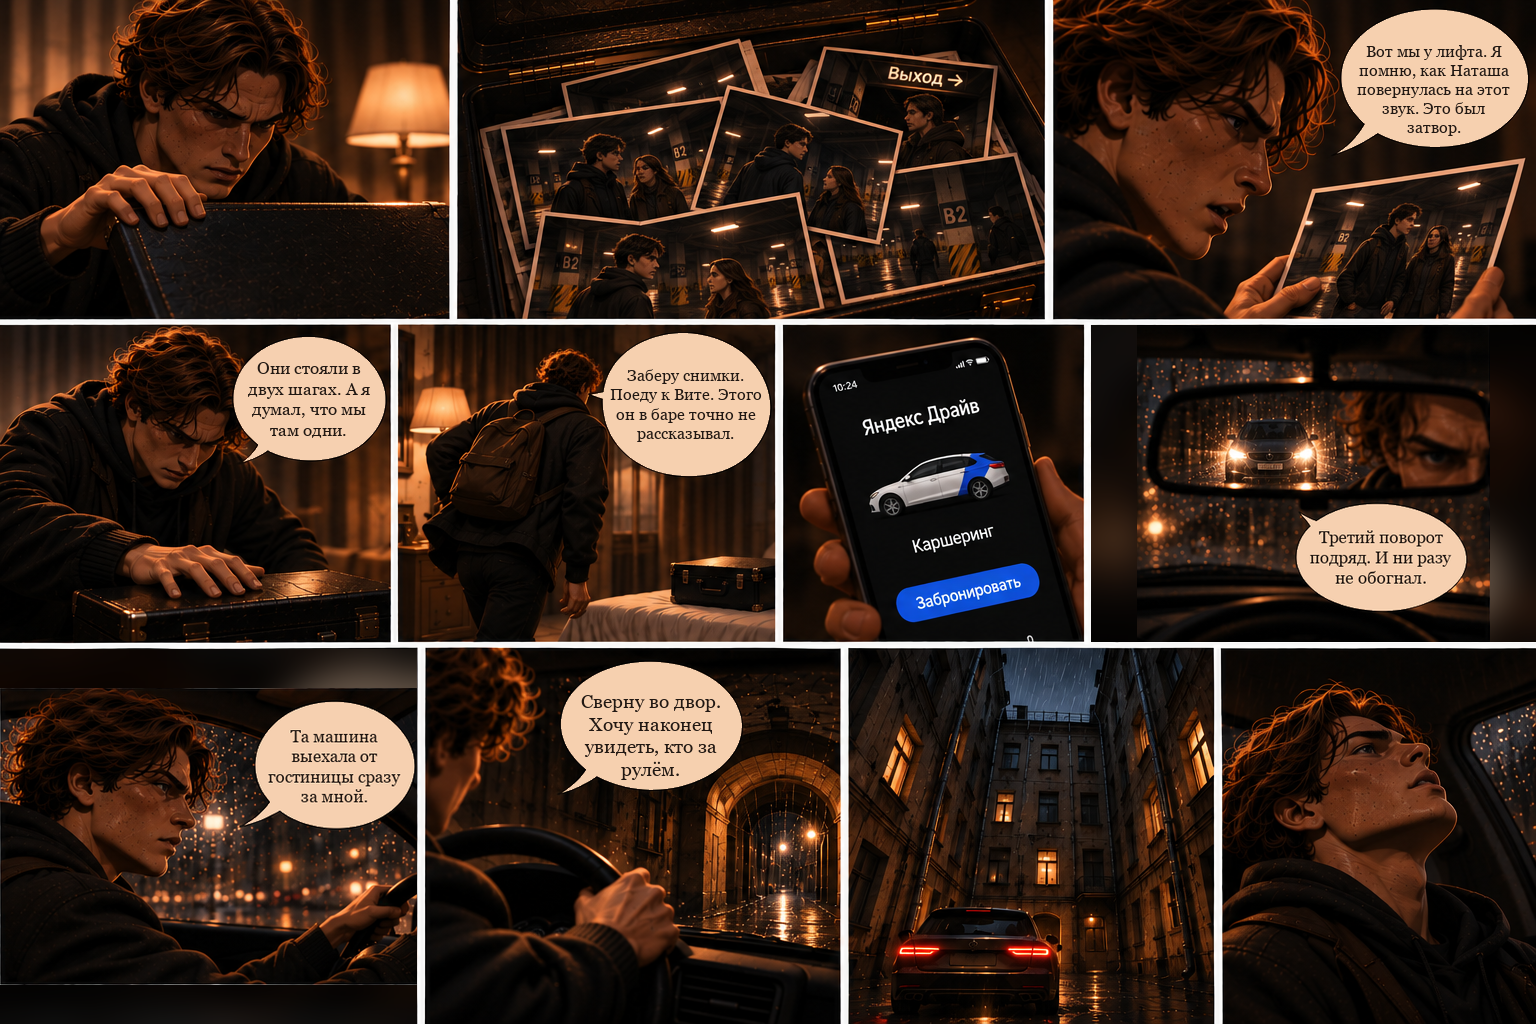 Выход →
B2
B2
B2
B2
Вот мы у лифта. Я
помню, как Наташа
повернулась на этот
звук. Это был
затвор.
Они стояли в
двух шагах. А я
думал, что мы
там одни.
Заберу снимки.
Поеду к Вите. Этого
он в баре точно не
рассказывал.
10:24
Яндекс Драйв
Каршеринг
Забронировать
Третий поворот
подряд. И ни разу
не обогнал.
Та машина
выехала от
гостиницы сразу
за мной.
Сверну во двор.
Хочу наконец
увидеть, кто за
рулём.